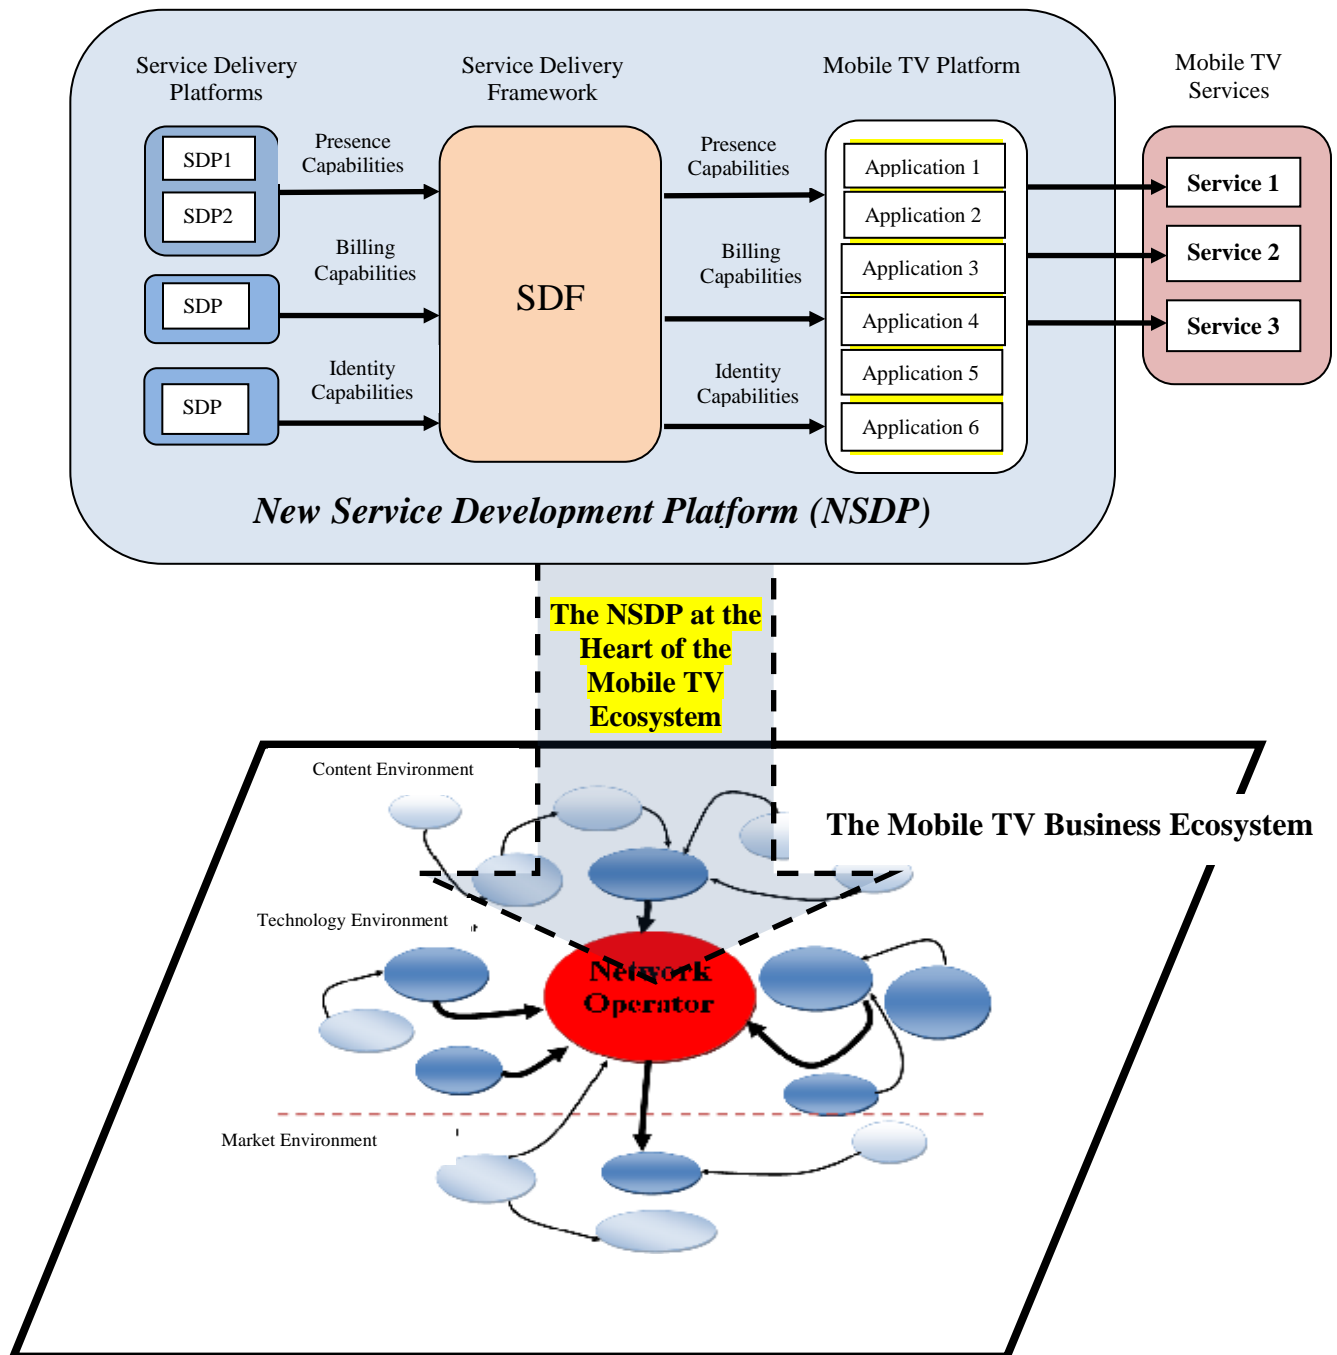 Service Delivery
Platforms
Service Delivery
Framework
Mobile TV Platform
Mobile TV
Services
SDP1
SDP2
SDP
SDP
Presence
Capabilities
Billing
Capabilities
Identity
Capabilities
SDF
Presence
Capabilities
Billing
Capabilities
Identity
Capabilities
Application 1
Application 2
Application 3
Application 4
Application 5
Application 6
Service 1
Service 2
Service 3
New Service Development Platform (NSDP)
The NSDP at the
Heart of the
Mobile TV
Ecosystem
Content Environment
The Mobile TV Business Ecosystem
Technology Environment
Network
Operator
Market Environment